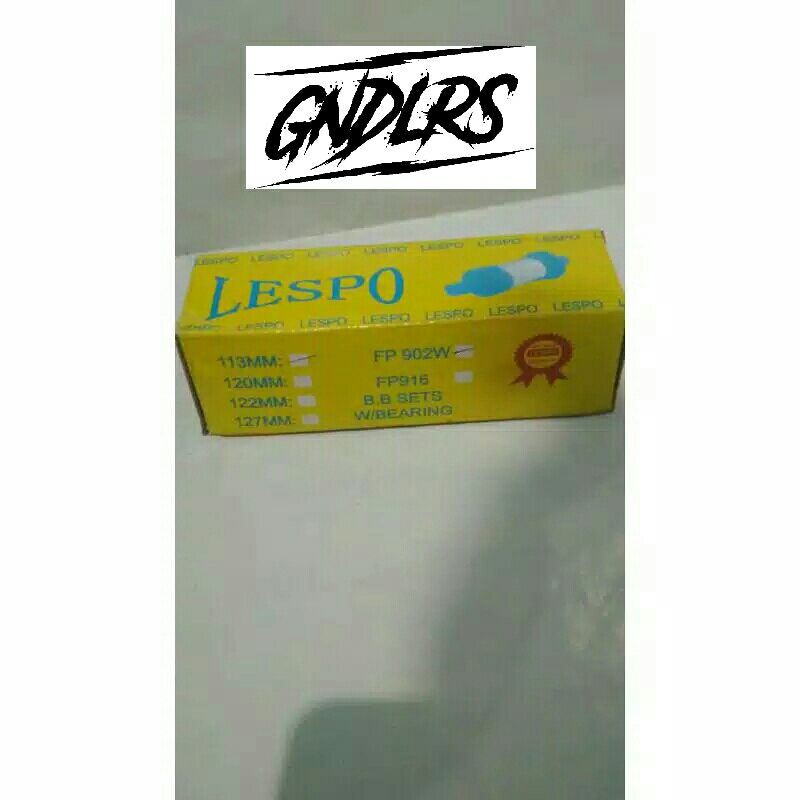 GNDLRS
LESPO LESPO LESPO LESPO LESPO LESPO LESPO
LESPO
LESPO LESPO LESPO LESPO LESPO LESPO LESPO
113MM: FP 902W
120MM: FP916
122MM: B.B SETS
127MM: W/BEARING